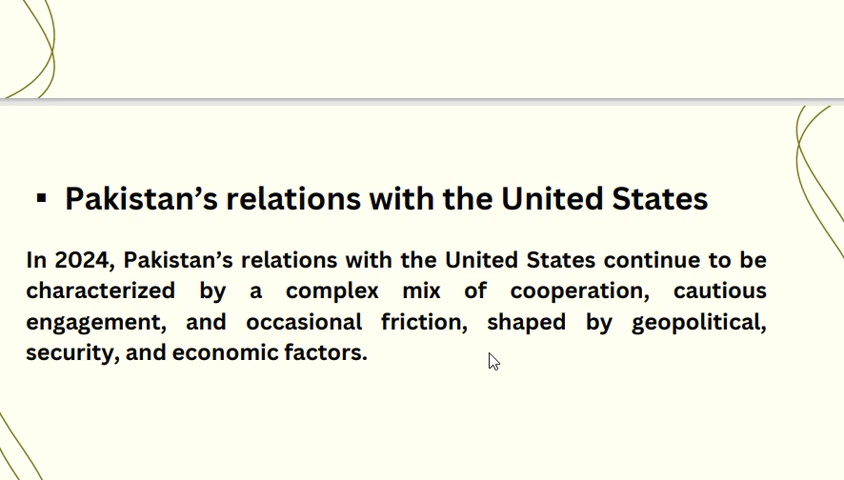 ▪ Pakistan’s relations with the United States
In 2024, Pakistan’s relations with the United States continue to be
characterized by a complex mix of cooperation, cautious
engagement, and occasional friction, shaped by geopolitical,
security, and economic factors.